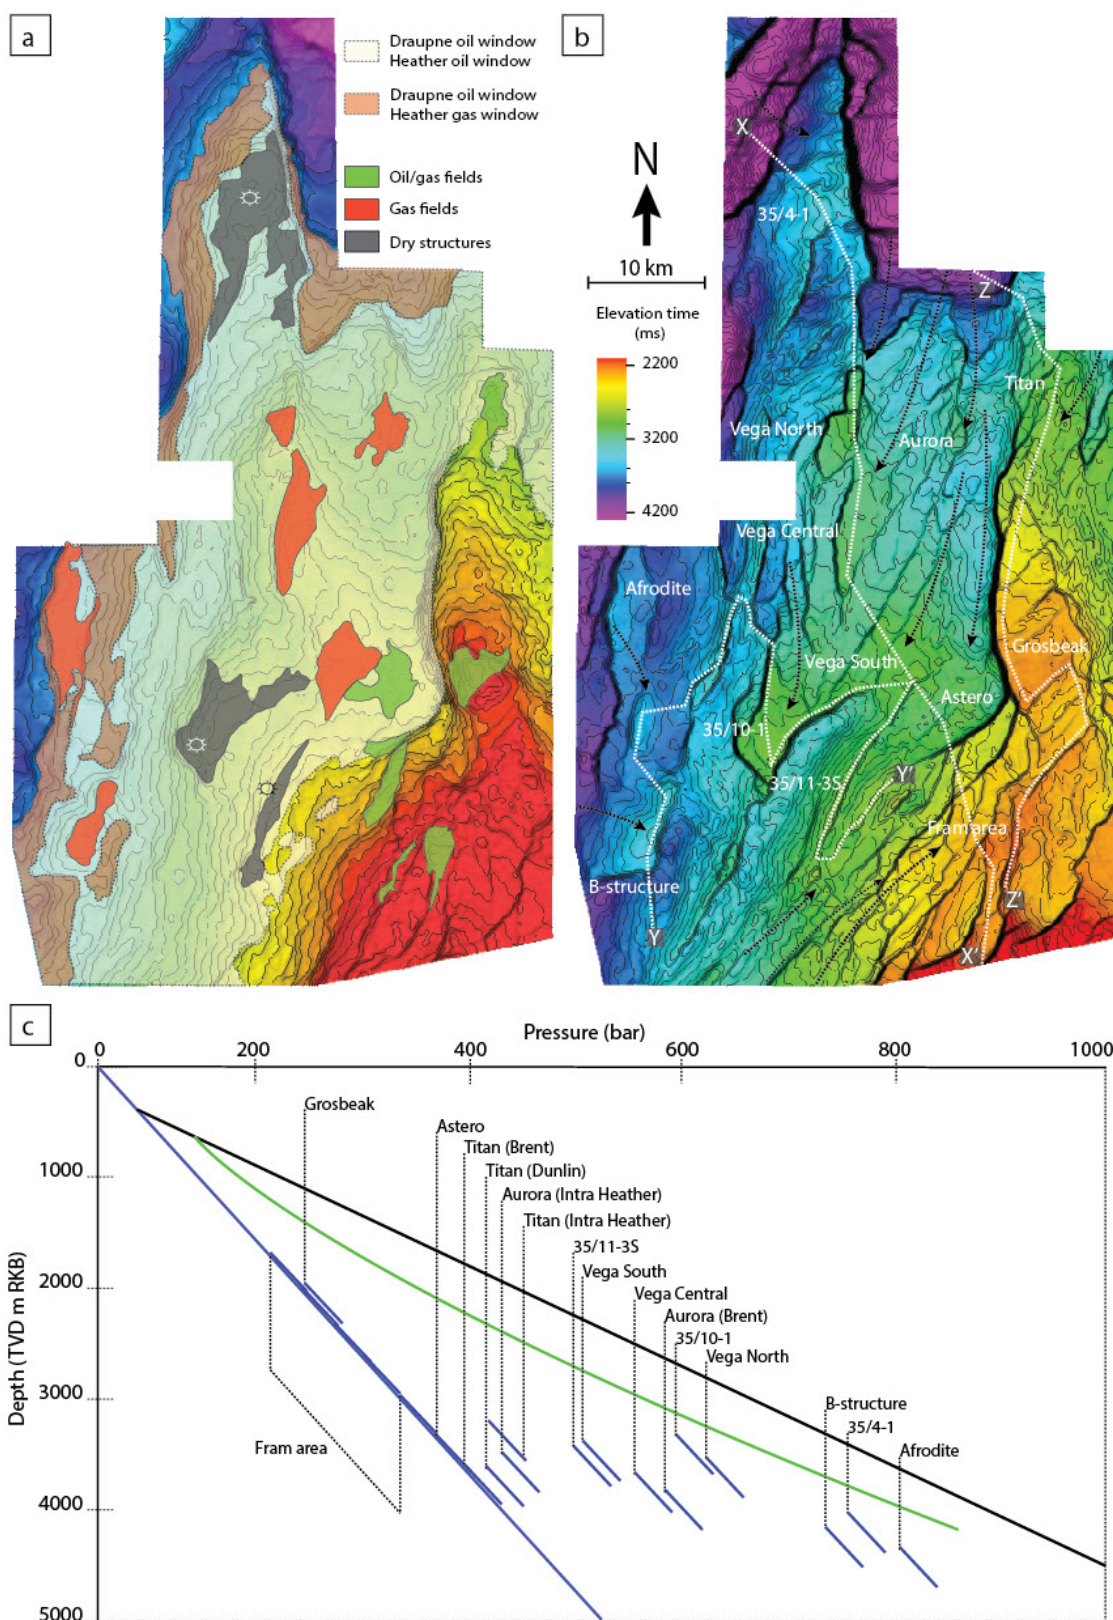 a
Draupne oil window
Heather oil window
Draupne oil window
Heather gas window
Oil/gas fields
Gas fields
Dry structures
b
N
10 km
Elevation time
(ms)
2200
3200
4200
X
35/4-1
Z
Titan
Vega North
Aurora
Vega Central
Afrodite
Grosbeak
Vega South
Astero
35/10-1
35/11-3S
Y'
Fram area
B-structure
Z'
Y
X'
c
Pressure (bar)
0
200
400
600
800
1000
0
1000
2000
3000
4000
5000
Depth (TVD m RKB)
Grosbeak
Astero
Titan (Brent)
Titan (Dunlin)
Aurora (Intra Heather)
Titan (Intra Heather)
35/11-3S
Vega South
Vega Central
Aurora (Brent)
35/10-1
Vega North
B-structure
35/4-1
Afrodite
Fram area